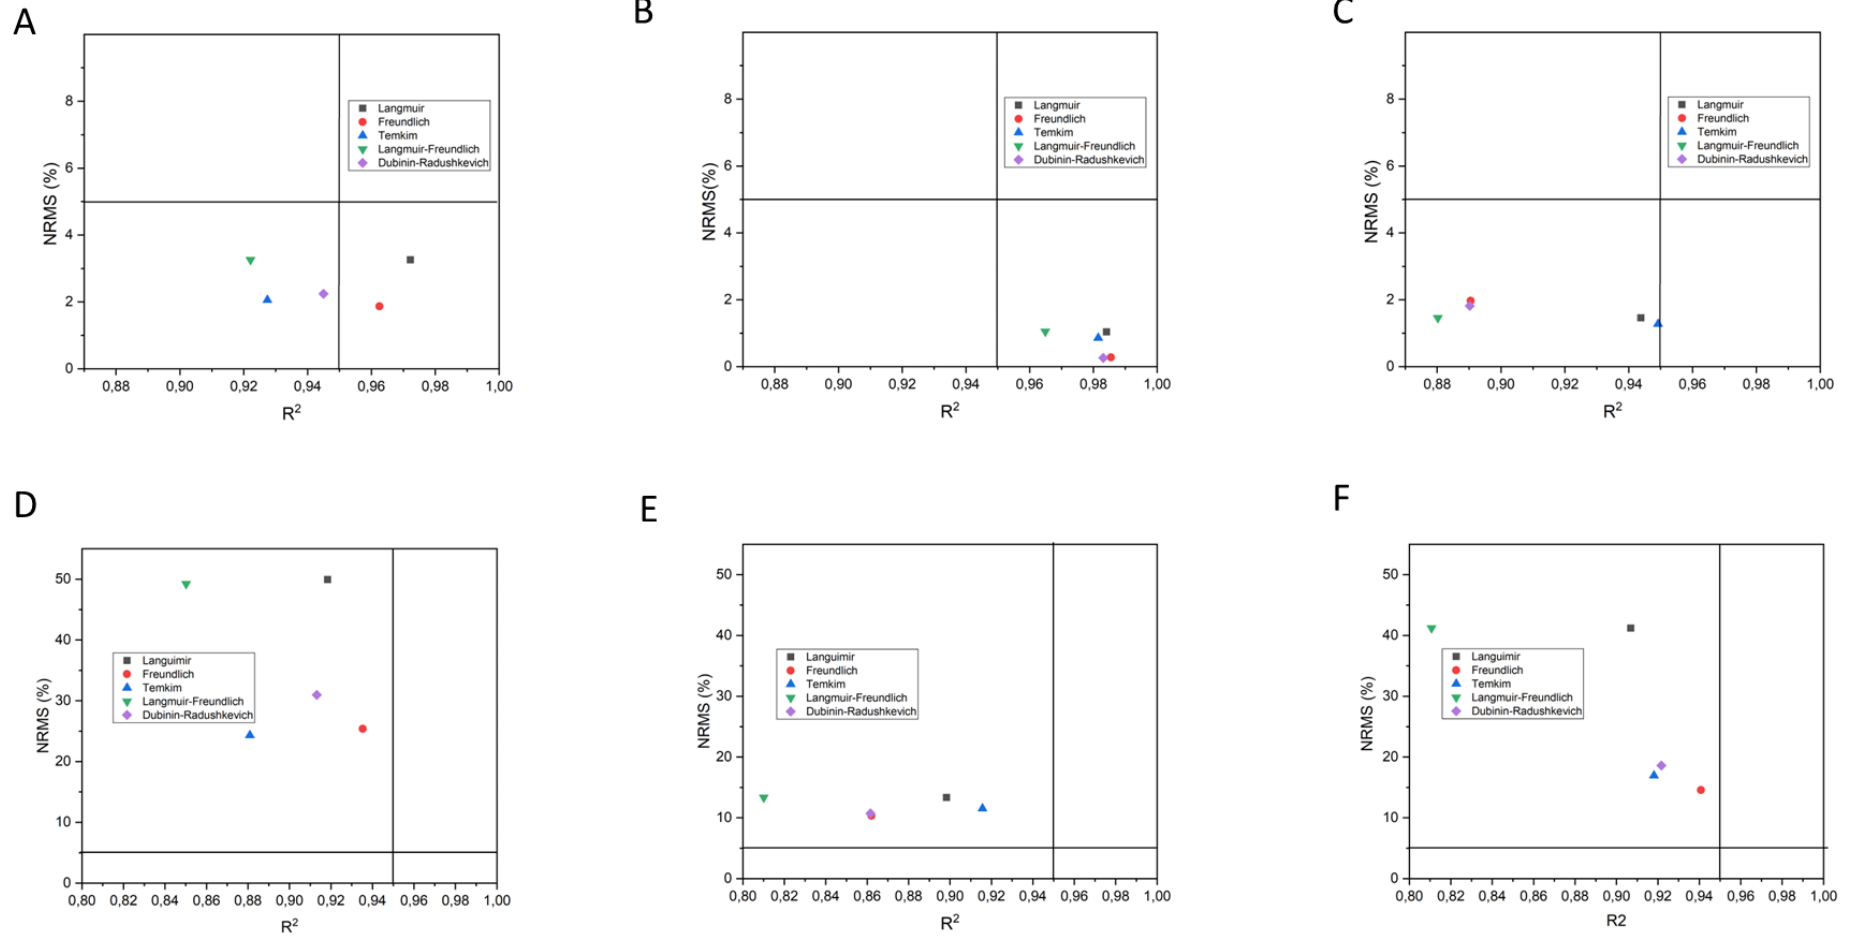 A
NRMS (%)
8
6
4
2
0
0,88 0,90 0,92 0,94 0,96 0,98 1,00
R²
Langmuir
Freundlich
Temkim
Langmuir-Freundlich
Dubinin-Radushkevich
B
NRMS(%)
8
6
4
2
0
0,88 0,90 0,92 0,94 0,96 0,98 1,00
R²
Langmuir
Freundlich
Temkim
Langmuir-Freundlich
Dubinin-Radushkevich
C
NRMS (%)
8
6
4
2
0
0,88 0,90 0,92 0,94 0,96 0,98 1,00
R²
Langmuir
Freundlich
Temkim
Langmuir-Freundlich
Dubinin-Radushkevich
D
NRMS (%)
50
40
30
20
10
0
0,80 0,82 0,84 0,86 0,88 0,90 0,92 0,94 0,96 0,98 1,00
R²
Languimir
Freundlich
Temkim
Langmuir-Freundlich
Dubinin-Radushkevich
E
NRMS (%)
50
40
30
20
10
0
0,80 0,82 0,84 0,86 0,88 0,90 0,92 0,94 0,96 0,98 1,00
R²
Languimir
Freundlich
Temkim
Langmuir-Freundlich
Dubinin-Radushkevich
F
NRMS (%)
50
40
30
20
10
0
0,80 0,82 0,84 0,86 0,88 0,90 0,92 0,94 0,96 0,98 1,00
R2
Languimir
Freundlich
Temkim
Langmuir-Freundlich
Dubinin-Radushkevich